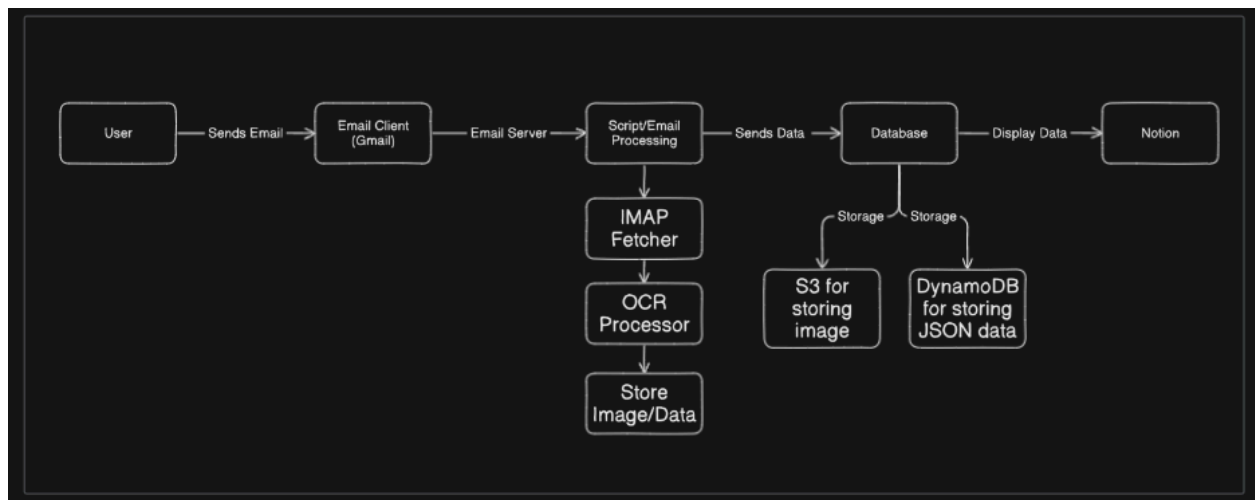 User
Sends Email
Email Client
(Gmail)
Email Server
Script/Email
Processing
Sends Data
Database
Display Data
Notion
IMAP
Fetcher
OCR
Processor
Store
Image/Data
Storage
Storage
S3 for
storing
image
DynamoDB
for storing
JSON data